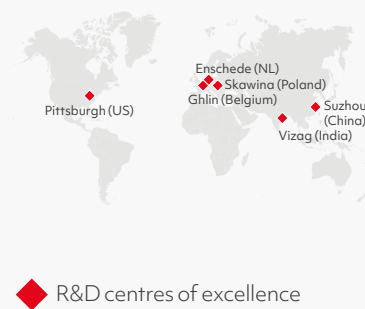 Enschede (NL)
Skawina (Poland)
Ghlin (Belgium)
Pittsburgh (US)
Suzhou
(China)
Vizag (India)
R&D centres of excellence